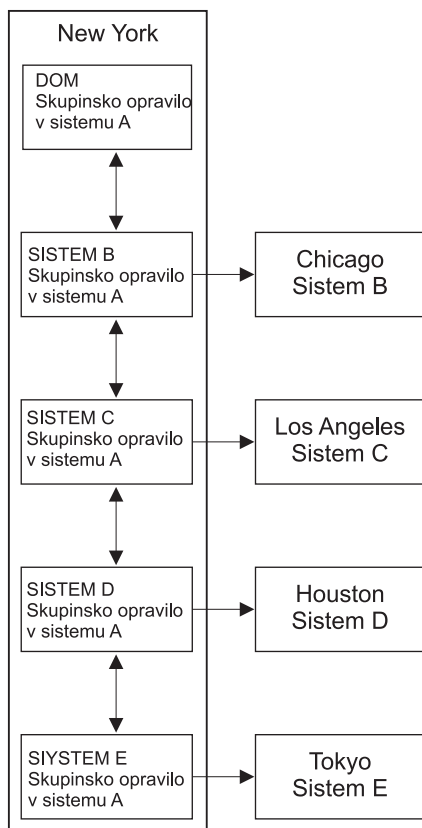 New York
DOM
Skupinsko opravilo
v sistemu A
SISTEM B
Skupinsko opravilo
v sistemu A
Chicago
Sistem B
SISTEM C
Skupinsko opravilo
v sistemu A
Los Angeles
Sistem C
SISTEM D
Skupinsko opravilo
v sistemu A
Houston
Sistem D
SIYSTEM E
Skupinsko opravilo
v sistemu A
Tokyo
Sistem E